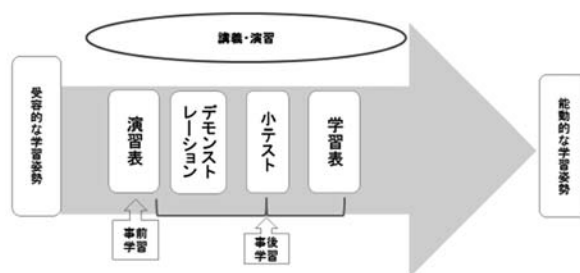 講義・演習
受容的な学習姿勢
演習表
デモンスト
レーション
小テスト
学習表
能動的な学習姿勢
事前
学習
事後
学習